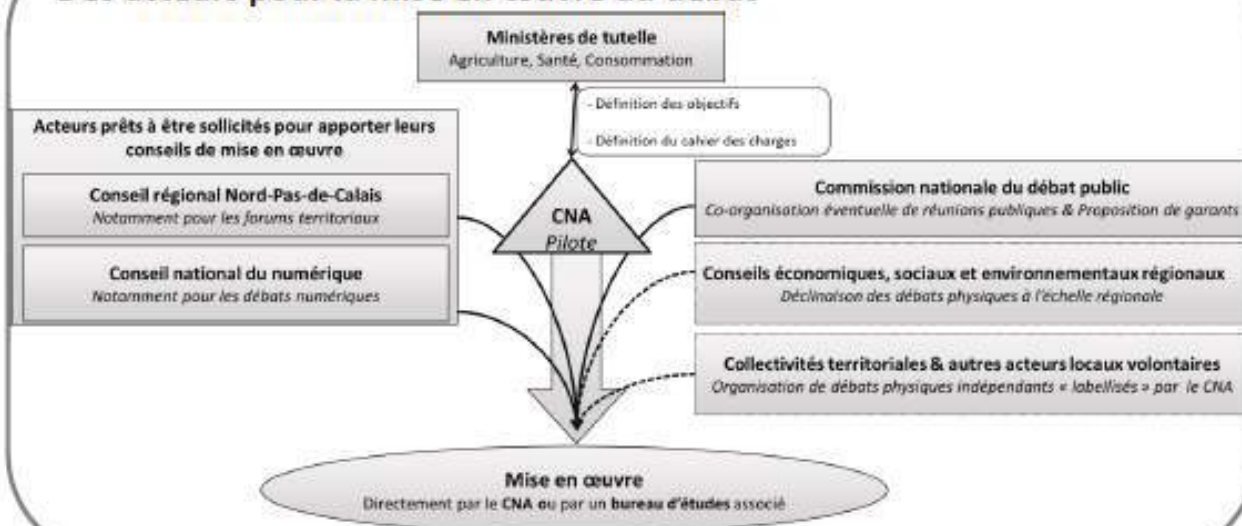 Ministères de tutelle
Agriculture, Santé, Consommation
- Définition des objectifs
- Définition du cahier des charges
Acteurs prêts à être sollicités pour apporter leurs
conseils de mise en œuvre
Conseil régional Nord-Pas-de-Calais
Notamment pour les forums territoriaux
Conseil national du numérique
Notamment pour les débats numériques
CNA
Pilote
Commission nationale du débat public
Co-organisation éventuelle de réunions publiques & Proposition de garants
Conseils économiques, sociaux et environnementaux régionaux
Déclinaison des débats physiques à l'échelle régionale
Collectivités territoriales & autres acteurs locaux volontaires
Organisation de débats physiques indépendants « labellisés » par le CNA
Mise en œuvre
Directement par le CNA ou par un bureau d'études associé